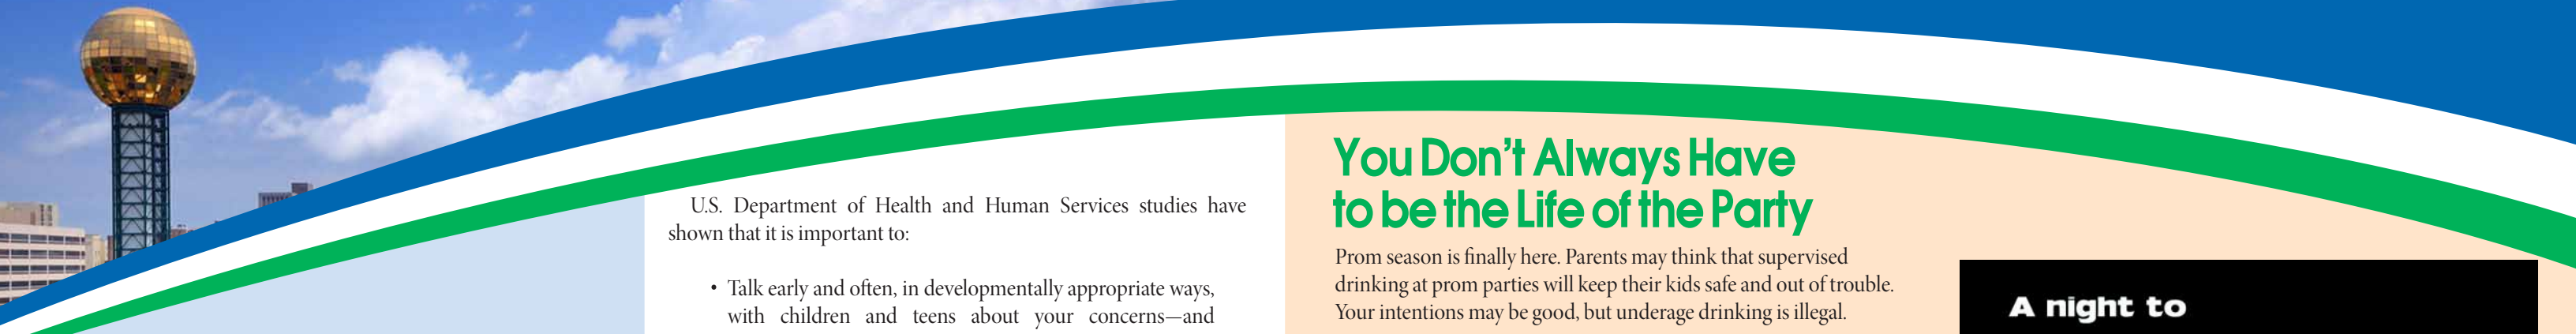 U.S. Department of Health and Human Services studies have
shown that it is important to:
• Talk early and often, in developmentally appropriate ways,
with children and teens about your concerns—and
You Don't Always Have
to be the Life of the Party
Prom season is finally here. Parents may think that supervised
drinking at prom parties will keep their kids safe and out of trouble.
Your intentions may be good, but underage drinking is illegal.
A night to